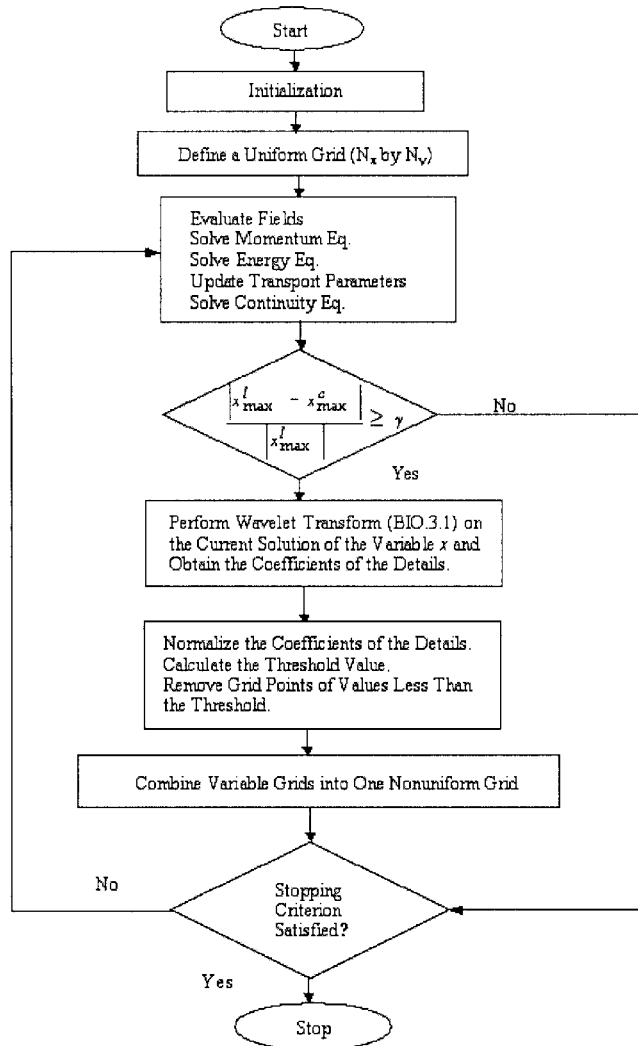 Start
Initialization
Define a Uniform Grid (Nx by Ny)
Evaluate Fields
Solve Momentum Eq.
Solve Energy Eq.
Update Transport Parameters
Solve Continuity Eq.
|x^l_max - x^c_max| / |x^l_max| ≥ γ
No
Yes
Perform Wavelet Transform (BIO.3.1) on
the Current Solution of the Variable x and
Obtain the Coefficients of the Details.
Normalize the Coefficients of the Details.
Calculate the Threshold Value.
Remove Grid Points of Values Less Than
the Threshold.
Combine Variable Grids into One Nonuniform Grid
No
Stopping
Criterion
Satisfied?
Yes
Stop